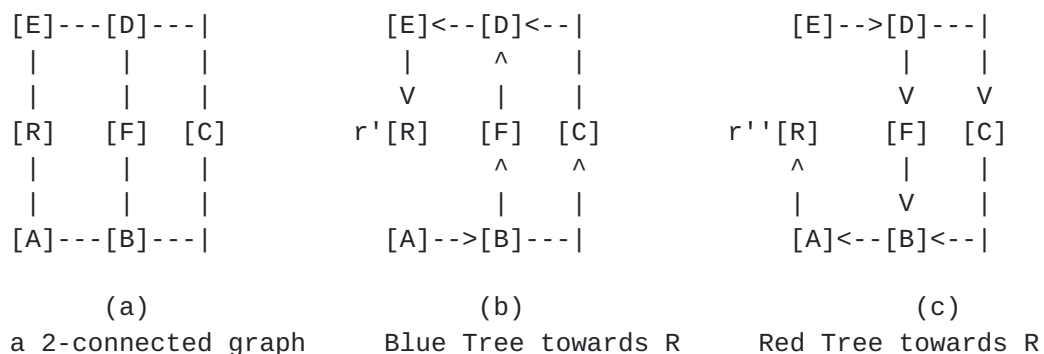 [E]---[D]---| [E]<--[D]<--| [E]-->[D]---|
| | | | ^ | | |
| | | V | | V V
[R] [F] [C] r'[R] [F] [C] r''[R] [F] [C]
| | | ^ ^ ^ | |
| | | | | | V |
[A]---[B]---| [A]-->[B]---| [A]<--[B]<--|
(a) (b) (c)
a 2-connected graph Blue Tree towards R Red Tree towards R